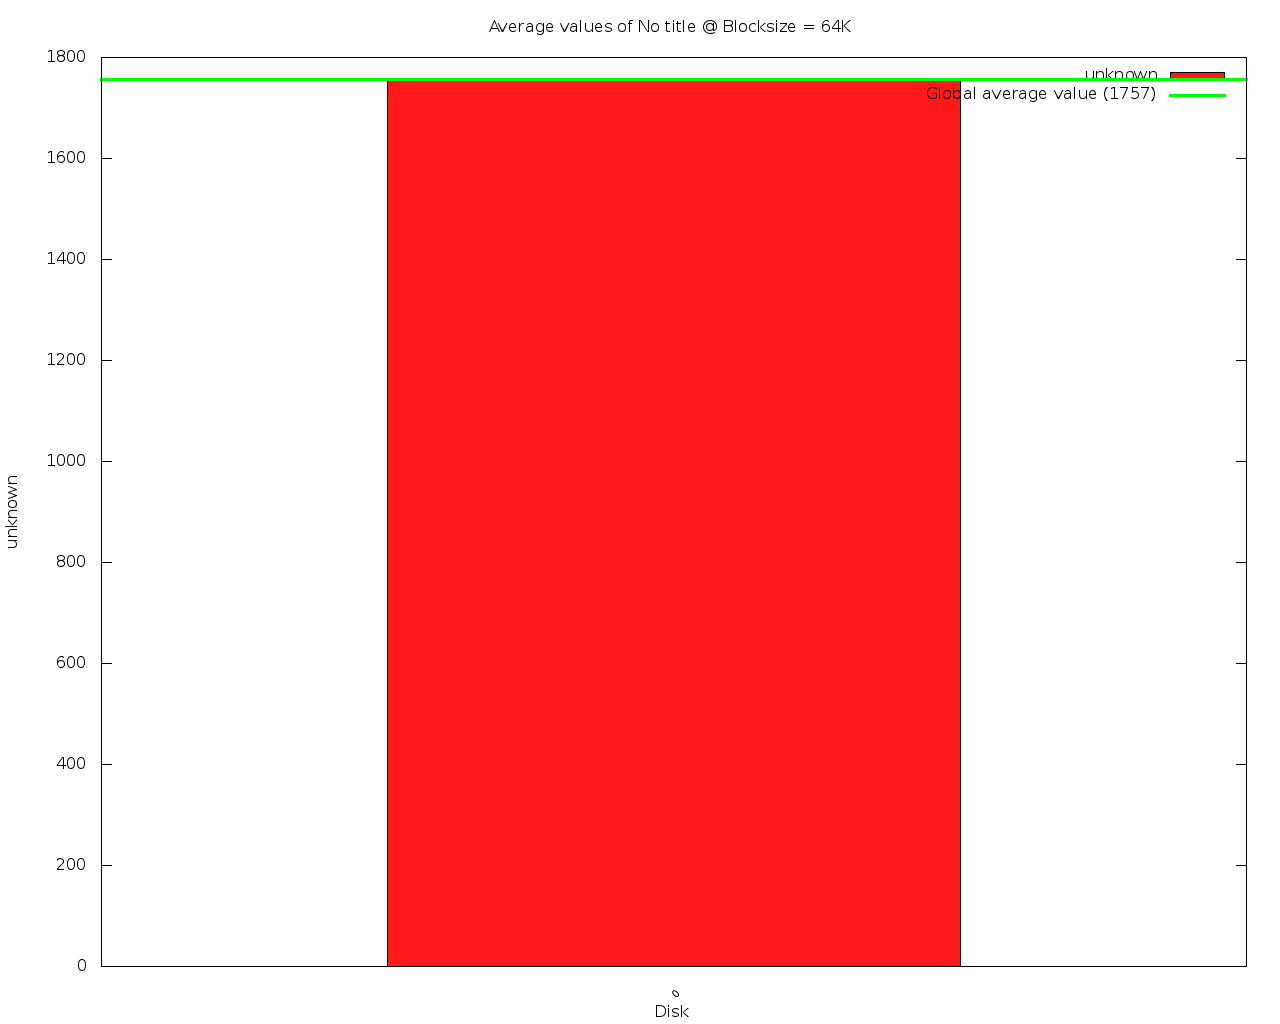 Average values of No title @ Blocksize = 64K
1800
unknown
Global average value (1757)
1600
1400
1200
1000
unknown
800
600
400
200
0
0
Disk